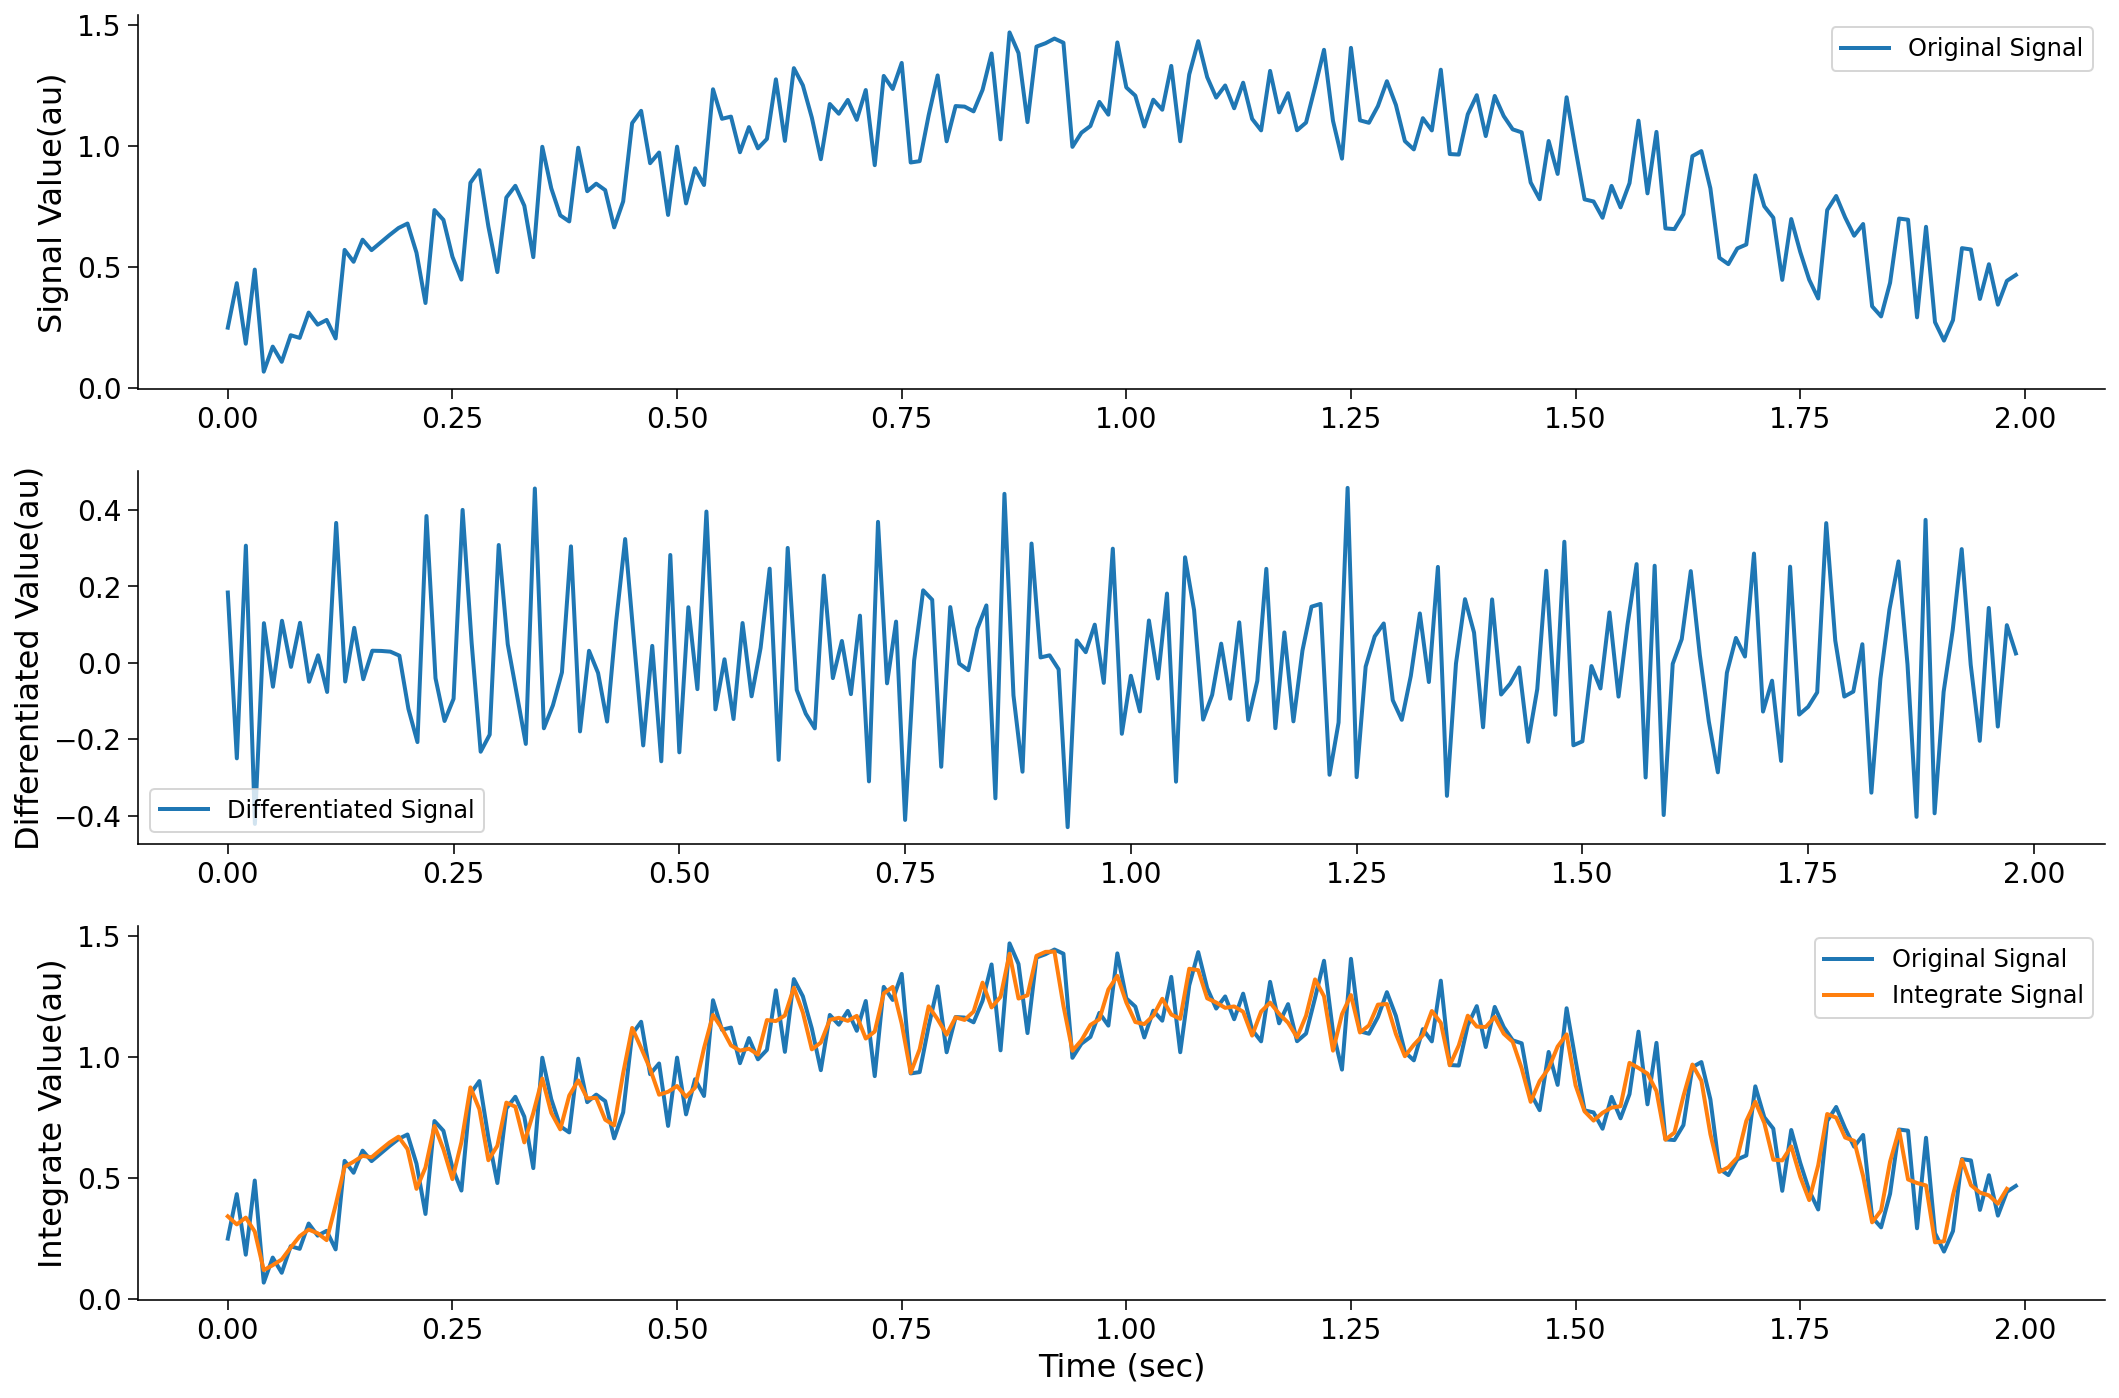 Signal Value(au)
1.5
1.0
0.5
0.0
Original Signal
0.00 0.25 0.50 0.75 1.00 1.25 1.50 1.75 2.00
Differentiated Value(au)
0.4
0.2
0.0
−0.2
−0.4
Differentiated Signal
0.00 0.25 0.50 0.75 1.00 1.25 1.50 1.75 2.00
Integrate Value(au)
1.5
1.0
0.5
0.0
Original Signal
Integrate Signal
0.00 0.25 0.50 0.75 1.00 1.25 1.50 1.75 2.00
Time (sec)